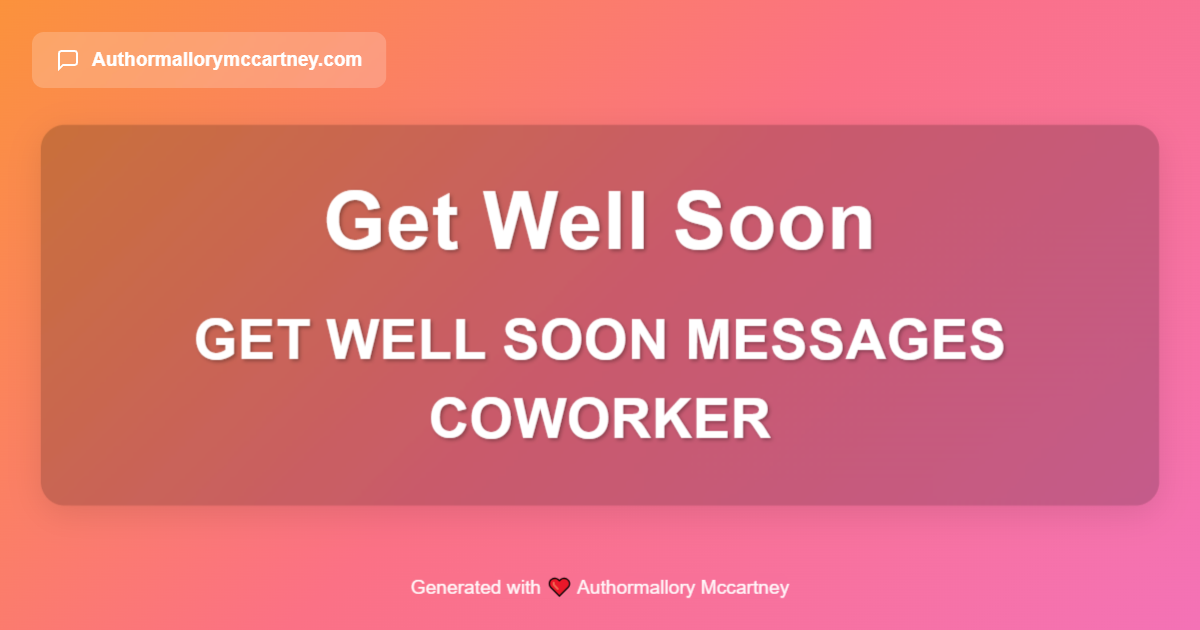 Authormallorymccartney.com
Get Well Soon
GET WELL SOON MESSAGES
COWORKER
Generated with ❤ Authormallory Mccartney